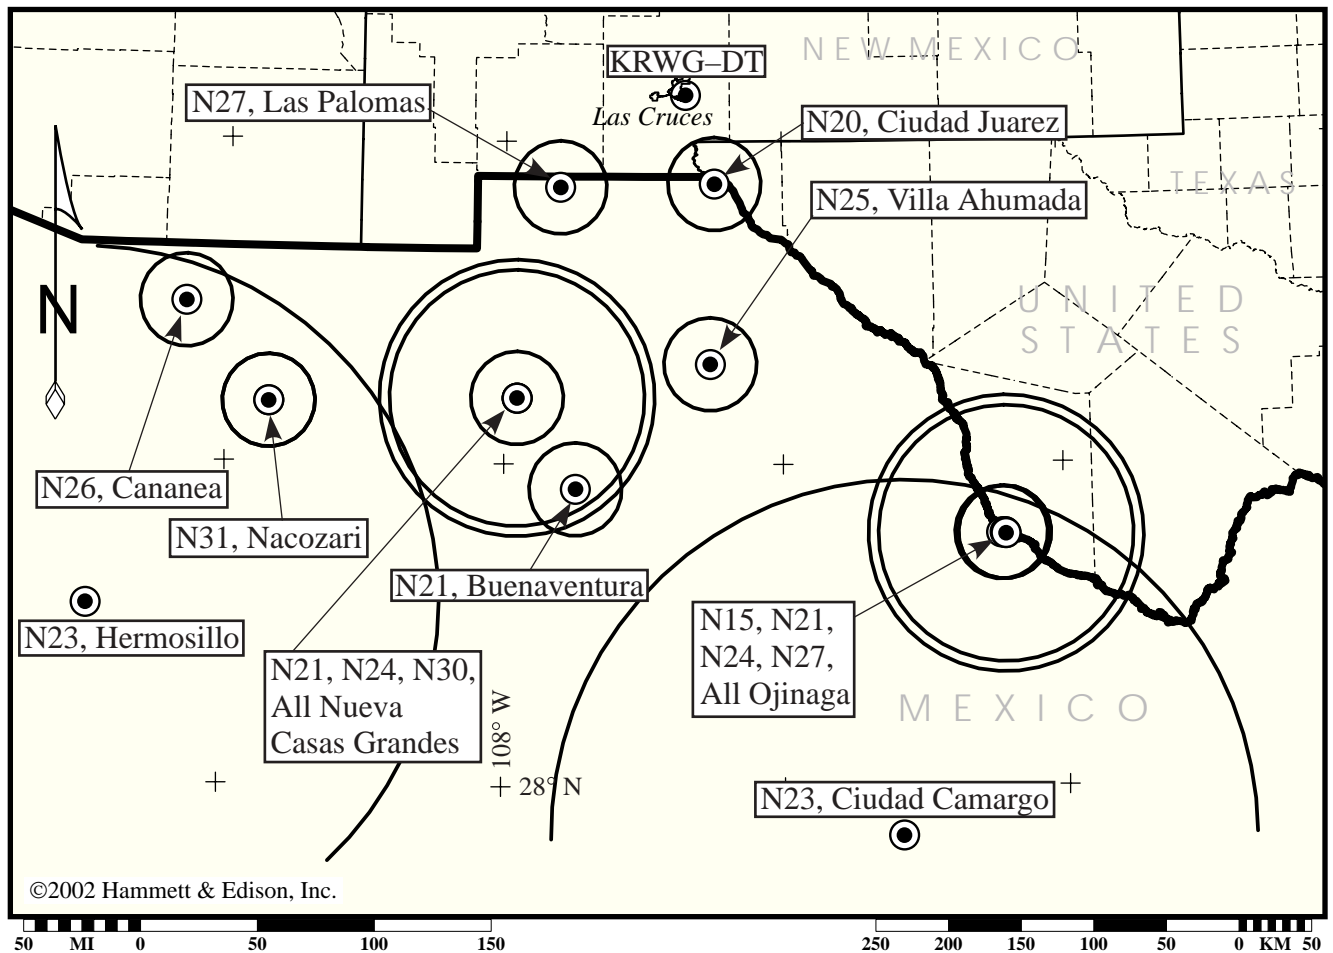 NEW MEXICO
KRWG–DT
N27, Las Palomas
Las Cruces
N20, Ciudad Juarez
TEXAS
N25, Villa Ahumada
N
UNITED
STATES
N26, Cananea
N31, Nacozari
N21, Buenaventura
N23, Hermosillo
N15, N21,
N24, N27,
All Ojinaga
N21, N24, N30,
All Nueva
Casas Grandes
108° W
28° N
MEXICO
N23, Ciudad Camargo
©2002 Hammett & Edison, Inc.
50 MI 0 50 100 150
250 200 150 100 50 0 KM 50